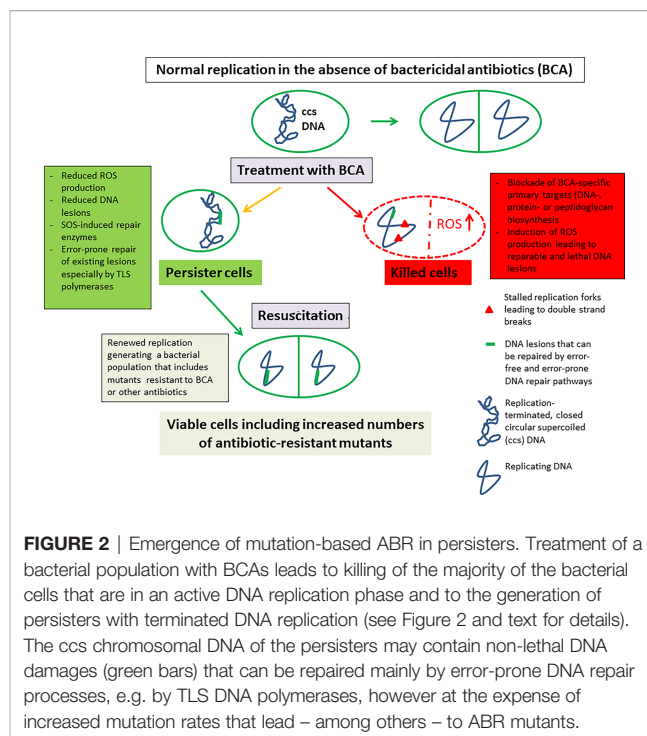 Normal replication in the absence of bactericidal antibiotics (BCA)
ccs
DNA
Treatment with BCA
- Reduced ROS
production
- Reduced DNA
lesions
- SOS-induced repair
enzymes
- Error-prone repair
of existing lesions
especially by TLS
polymerases
Persister cells
ROS
Killed cells
- Blockade of BCA-specific
primary targets (DNA-,
protein- or peptidoglycan
biosynthesis
- Induction of ROS
production leading to
reparable and lethal DNA
lesions
Resuscitation
Renewed replication
generating a bacterial
population that includes
mutants resistant to BCA
or other antibiotics
Viable cells including increased numbers
of antibiotic-resistant mutants
Stalled replication forks
leading to double strand
breaks
DNA lesions that can
be repaired by error-
free and error-prone
DNA repair pathways
Replication-
terminated, closed
circular supercoiled
(ccs) DNA
Replicating DNA
FIGURE 2 | Emergence of mutation-based ABR in persisters. Treatment of a
bacterial population with BCAs leads to killing of the majority of the bacterial
cells that are in an active DNA replication phase and to the generation of
persisters with terminated DNA replication (see Figure 2 and text for details).
The ccs chromosomal DNA of the persisters may contain non-lethal DNA
damages (green bars) that can be repaired mainly by error-prone DNA repair
processes, e.g. by TLS DNA polymerases, however at the expense of
increased mutation rates that lead – among others – to ABR mutants.